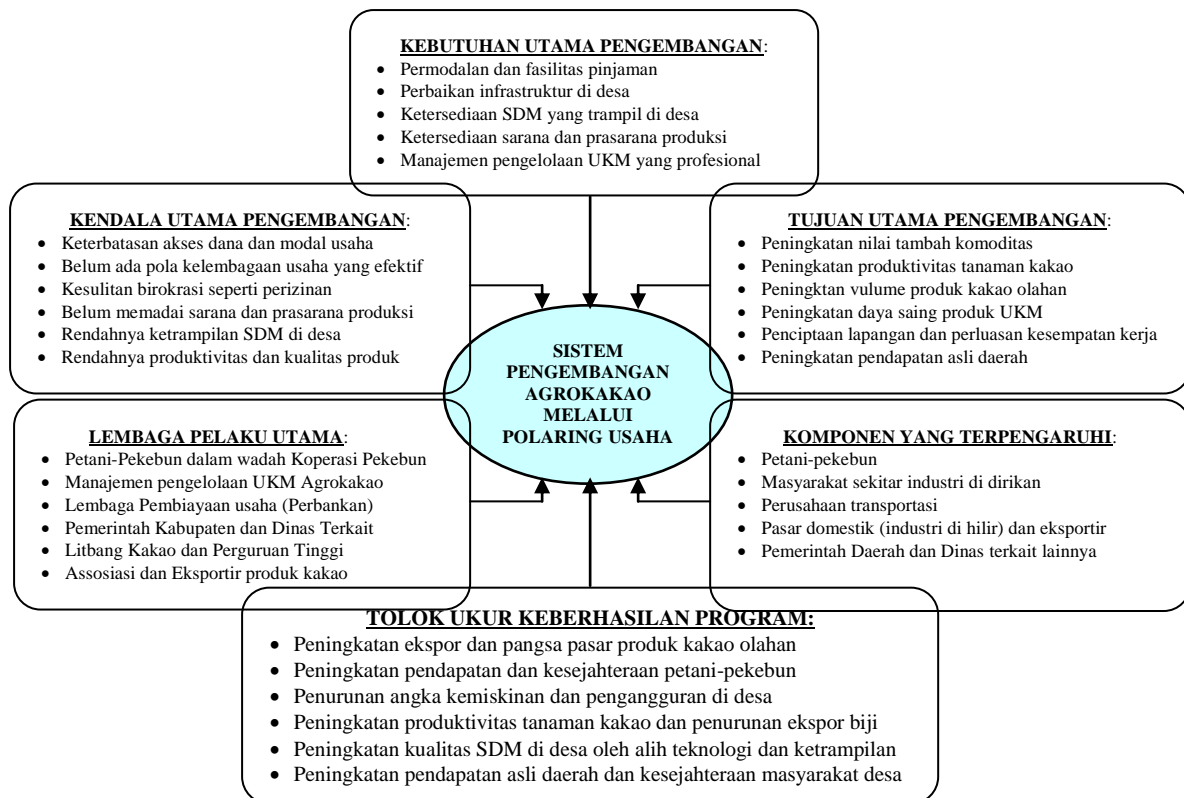 KEBUTUHAN UTAMA PENGEMBANGAN:
• Permodalan dan fasilitas pinjaman
• Perbaikan infrastruktur di desa
• Ketersediaan SDM yang trampil di desa
• Ketersediaan sarana dan prasarana produksi
• Manajemen pengelolaan UKM yang profesional
KENDALA UTAMA PENGEMBANGAN:
• Keterbatasan akses dana dan modal usaha
• Belum ada pola kelembagaan usaha yang efektif
• Kesulitan birokrasi seperti perizinan
• Belum memadai sarana dan prasarana produksi
• Rendahnya ketrampilan SDM di desa
• Rendahnya produktivitas dan kualitas produk
TUJUAN UTAMA PENGEMBANGAN:
• Peningkatan nilai tambah komoditas
• Peningkatan produktivitas tanaman kakao
• Peningktan vulume produk kakao olahan
• Peningkatan daya saing produk UKM
• Penciptaan lapangan dan perluasan kesempatan kerja
• Peningkatan pendapatan asli daerah
SISTEM
PENGEMBANGAN
AGROKAKAO
MELALUI
POLARING USAHA
LEMBAGA PELAKU UTAMA:
• Petani-Pekebun dalam wadah Koperasi Pekebun
• Manajemen pengelolaan UKM Agrokakao
• Lembaga Pembiayaan usaha (Perbankan)
• Pemerintah Kabupaten dan Dinas Terkait
• Litbang Kakao dan Perguruan Tinggi
• Assosiasi dan Eksportir produk kakao
KOMPONEN YANG TERPENGARUHI:
• Petani-pekebun
• Masyarakat sekitar industri di dirikan
• Perusahaan transportasi
• Pasar domestik (industri di hilir) dan eksportir
• Pemerintah Daerah dan Dinas terkait lainnya
TOLOK UKUR KEBERHASILAN PROGRAM:
• Peningkatan ekspor dan pangsa pasar produk kakao olahan
• Peningkatan pendapatan dan kesejahteraan petani-pekebun
• Penurunan angka kemiskinan dan pengangguran di desa
• Peningkatan produktivitas tanaman kakao dan penurunan ekspor biji
• Peningkatan kualitas SDM di desa oleh alih teknologi dan ketrampilan
• Peningkatan pendapatan asli daerah dan kesejahteraan masyarakat desa